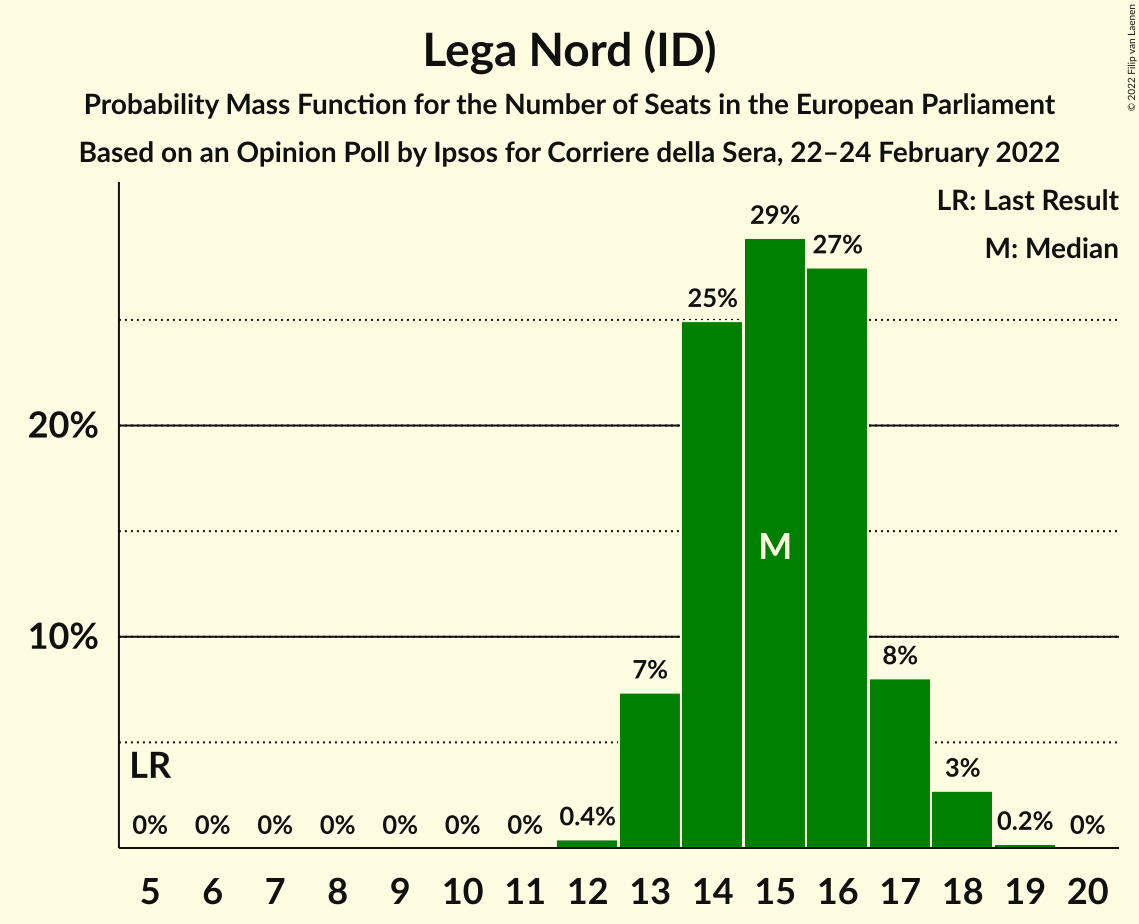 Lega Nord (ID)
Probability Mass Function for the Number of Seats in the European Parliament
Based on an Opinion Poll by Ipsos for Corriere della Sera, 22–24 February 2022
© 2022 Filip van Laenen
LR: Last Result
M: Median
20%
10%
0%
0%
0%
0%
0%
0%
0%
0.4%
7%
25%
29%
27%
8%
3%
0.2%
0%
LR
M
5 6 7 8 9 10 11 12 13 14 15 16 17 18 19 20